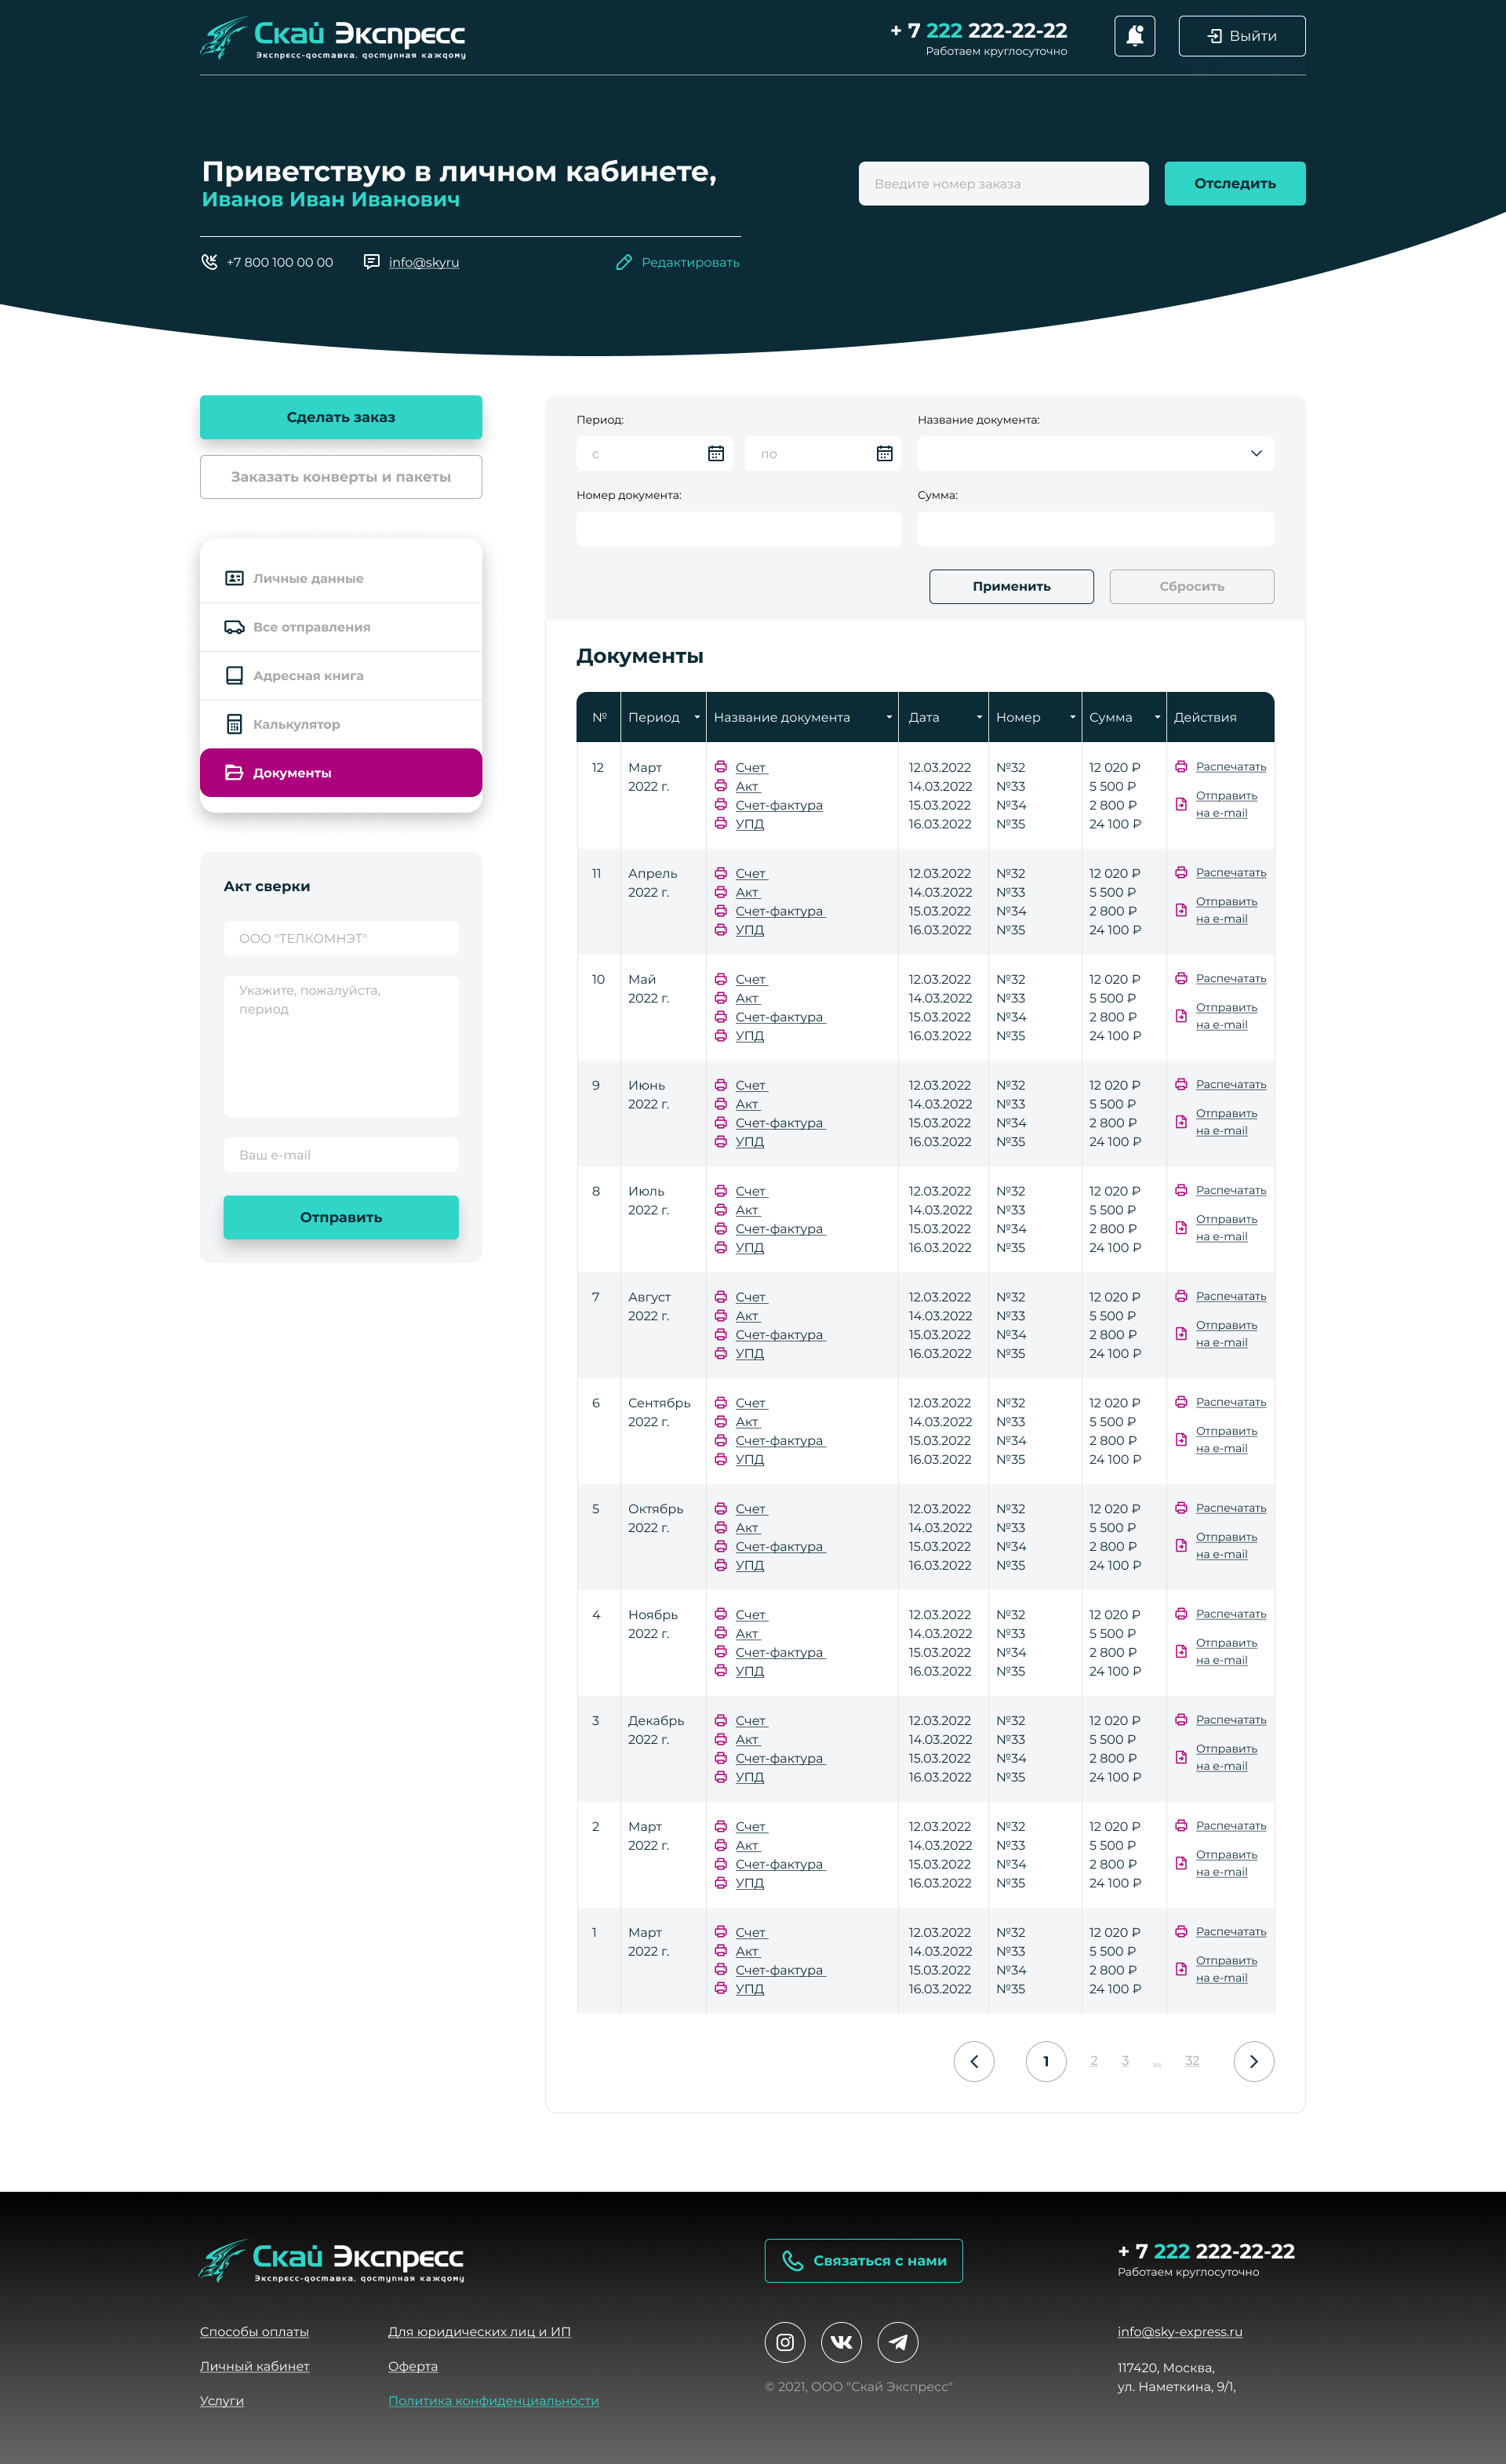 Скай Экспресс
Экспресс-доставка, доступная каждому
+ 7 222 222-22-22
Работаем круглосуточно
Выйти
Приветствую в личном кабинете,
Иванов Иван Иванович
Введите номер заказа
Отследить
+7 800 100 00 00
info@skyru
Редактировать
Сделать заказ
Заказать конверты и пакеты
Личные данные
Все отправления
Адресная книга
Калькулятор
Документы
Акт сверки
ООО "ТЕЛКОМНЭТ"
Укажите, пожалуйста,
период
Ваш e-mail
Отправить
Период:
Название документа:
с
по
Номер документа:
Сумма:
Применить
Сбросить
Документы
№ Период Название документа Дата Номер Сумма Действия
12 Март Счет 12.03.2022 №32 12 020 ₽ Распечатать
2022 г. Акт 14.03.2022 №33 5 500 ₽ Отправить
Счет-фактура 15.03.2022 №34 2 800 ₽ на e-mail
УПД 16.03.2022 №35 24 100 ₽
11 Апрель Счет 12.03.2022 №32 12 020 ₽ Распечатать
2022 г. Акт 14.03.2022 №33 5 500 ₽ Отправить
Счет-фактура 15.03.2022 №34 2 800 ₽ на e-mail
УПД 16.03.2022 №35 24 100 ₽
10 Май Счет 12.03.2022 №32 12 020 ₽ Распечатать
2022 г. Акт 14.03.2022 №33 5 500 ₽ Отправить
Счет-фактура 15.03.2022 №34 2 800 ₽ на e-mail
УПД 16.03.2022 №35 24 100 ₽
9 Июнь Счет 12.03.2022 №32 12 020 ₽ Распечатать
2022 г. Акт 14.03.2022 №33 5 500 ₽ Отправить
Счет-фактура 15.03.2022 №34 2 800 ₽ на e-mail
УПД 16.03.2022 №35 24 100 ₽
8 Июль Счет 12.03.2022 №32 12 020 ₽ Распечатать
2022 г. Акт 14.03.2022 №33 5 500 ₽ Отправить
Счет-фактура 15.03.2022 №34 2 800 ₽ на e-mail
УПД 16.03.2022 №35 24 100 ₽
7 Август Счет 12.03.2022 №32 12 020 ₽ Распечатать
2022 г. Акт 14.03.2022 №33 5 500 ₽ Отправить
Счет-фактура 15.03.2022 №34 2 800 ₽ на e-mail
УПД 16.03.2022 №35 24 100 ₽
6 Сентябрь Счет 12.03.2022 №32 12 020 ₽ Распечатать
2022 г. Акт 14.03.2022 №33 5 500 ₽ Отправить
Счет-фактура 15.03.2022 №34 2 800 ₽ на e-mail
УПД 16.03.2022 №35 24 100 ₽
5 Октябрь Счет 12.03.2022 №32 12 020 ₽ Распечатать
2022 г. Акт 14.03.2022 №33 5 500 ₽ Отправить
Счет-фактура 15.03.2022 №34 2 800 ₽ на e-mail
УПД 16.03.2022 №35 24 100 ₽
4 Ноябрь Счет 12.03.2022 №32 12 020 ₽ Распечатать
2022 г. Акт 14.03.2022 №33 5 500 ₽ Отправить
Счет-фактура 15.03.2022 №34 2 800 ₽ на e-mail
УПД 16.03.2022 №35 24 100 ₽
3 Декабрь Счет 12.03.2022 №32 12 020 ₽ Распечатать
2022 г. Акт 14.03.2022 №33 5 500 ₽ Отправить
Счет-фактура 15.03.2022 №34 2 800 ₽ на e-mail
УПД 16.03.2022 №35 24 100 ₽
2 Март Счет 12.03.2022 №32 12 020 ₽ Распечатать
2022 г. Акт 14.03.2022 №33 5 500 ₽ Отправить
Счет-фактура 15.03.2022 №34 2 800 ₽ на e-mail
УПД 16.03.2022 №35 24 100 ₽
1 Март Счет 12.03.2022 №32 12 020 ₽ Распечатать
2022 г. Акт 14.03.2022 №33 5 500 ₽ Отправить
Счет-фактура 15.03.2022 №34 2 800 ₽ на e-mail
УПД 16.03.2022 №35 24 100 ₽
1 2 3 ... 32
Скай Экспресс
Экспресс-доставка, доступная каждому
Связаться с нами
+ 7 222 222-22-22
Работаем круглосуточно
Способы оплаты
Для юридических лиц и ИП
info@sky-express.ru
Личный кабинет
Оферта
117420, Москва,
ул. Наметкина, 9/1,
Услуги
Политика конфиденциальности
© 2021, ООО "Скай Экспресс"